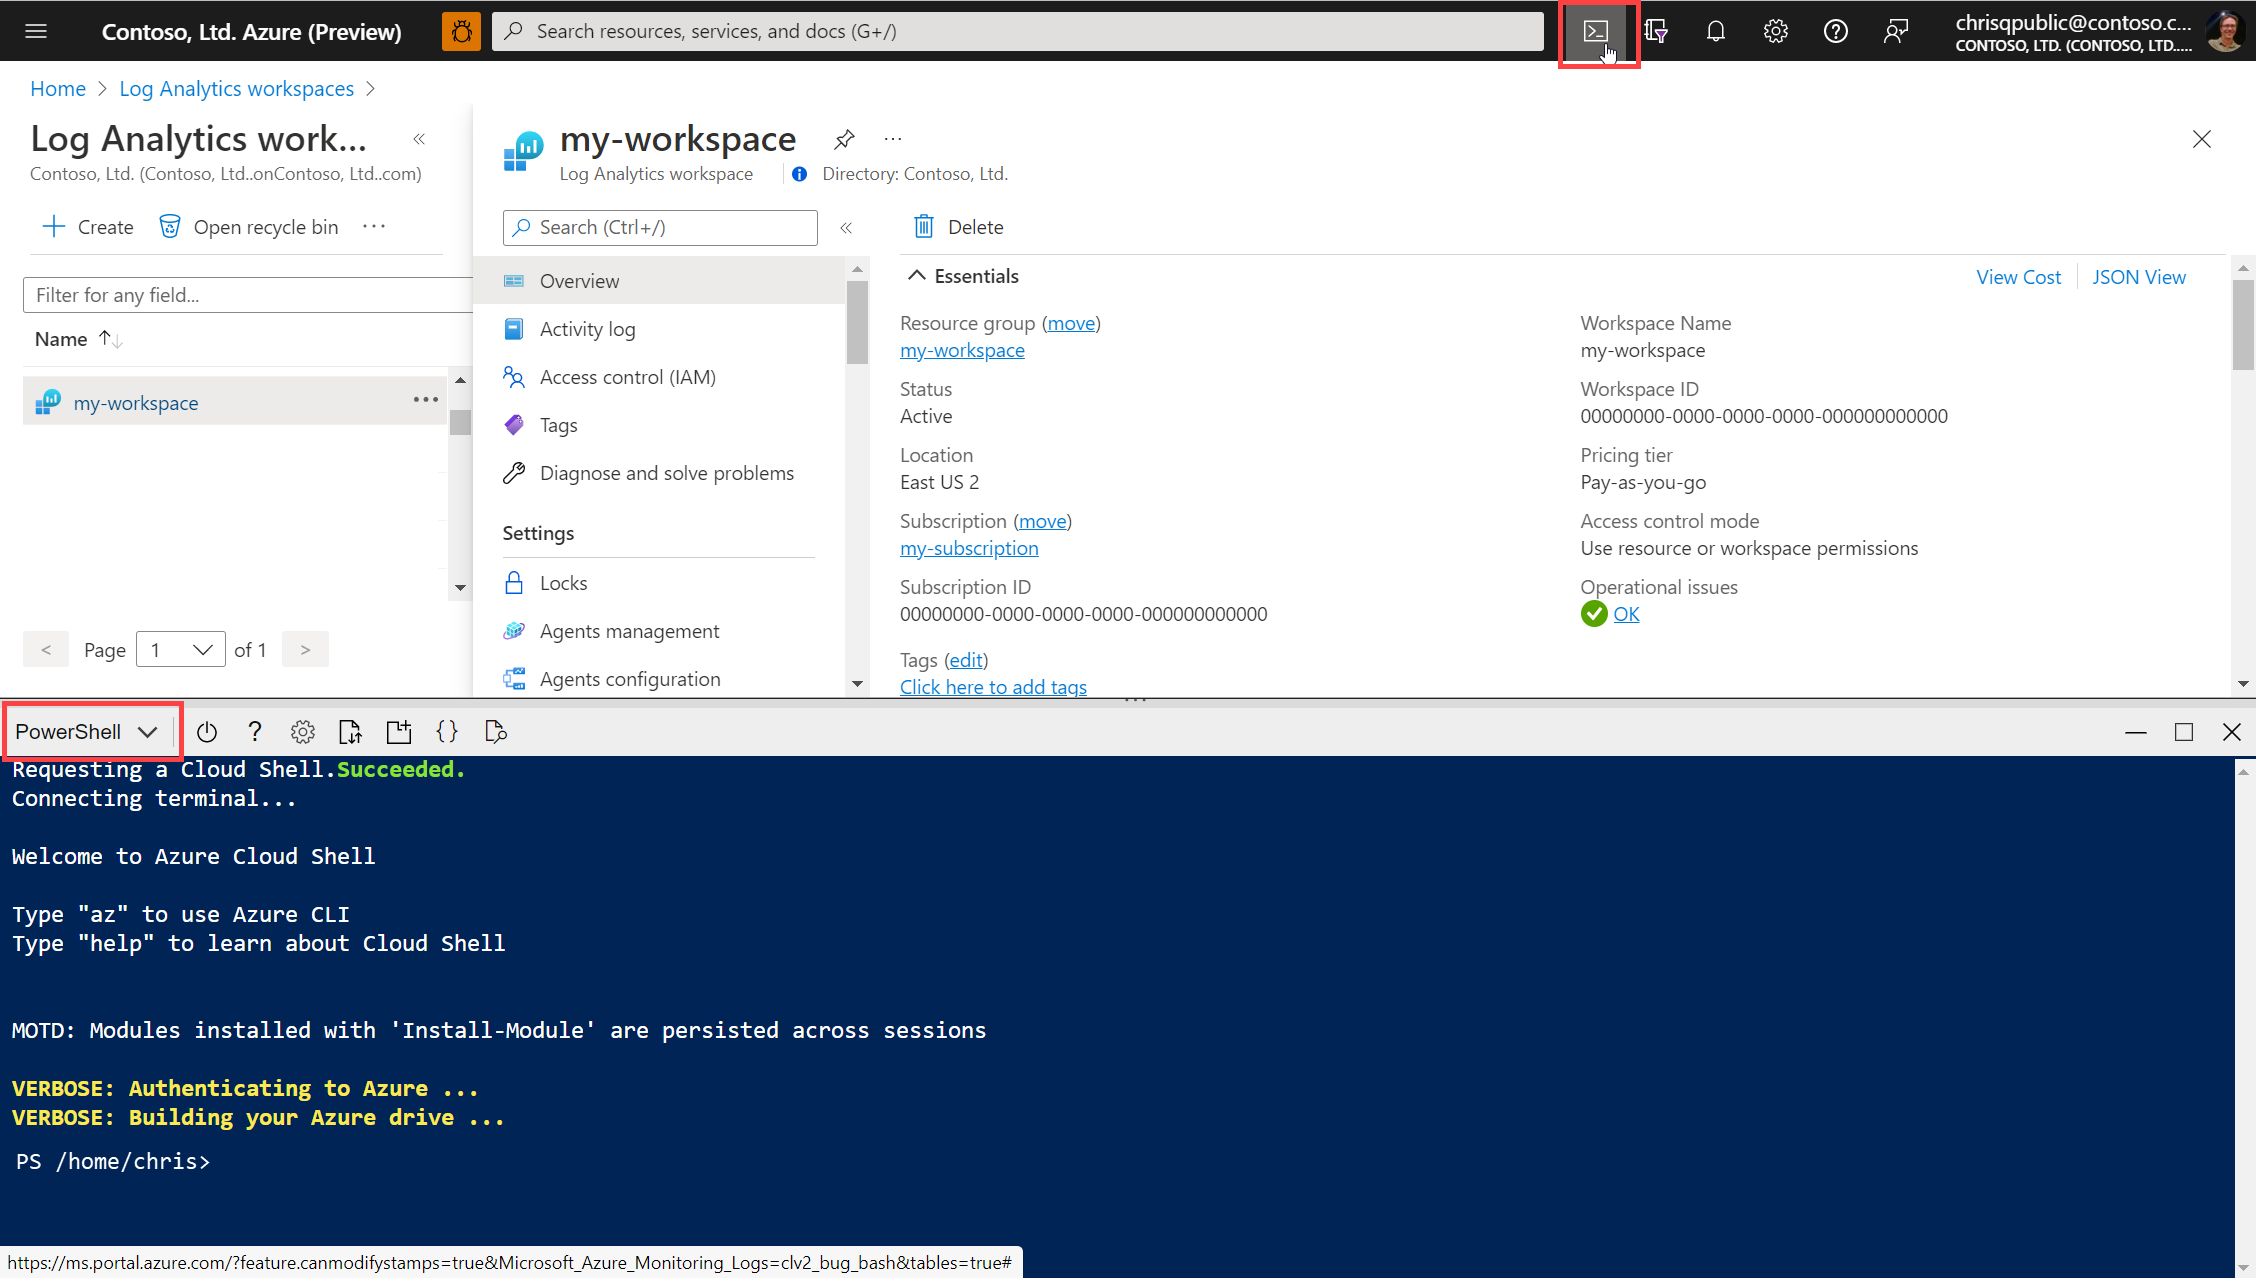 Contoso, Ltd. Azure (Preview)
Search resources, services, and docs (G+/)
chrisqpublic@contoso.c...
CONTOSO, LTD. (CONTOSO, LTD.....
Home > Log Analytics workspaces >
Log Analytics work... «
Contoso, Ltd. (Contoso, Ltd..onContoso, Ltd..com)
+ Create Open recycle bin ...
Filter for any field...
Name ↑↓
my-workspace ...
< Page 1 of 1 >
my-workspace ...
Log Analytics workspace Directory: Contoso, Ltd.
Search (Ctrl+/) «
Overview
Activity log
Access control (IAM)
Tags
Diagnose and solve problems
Settings
Locks
Agents management
Agents configuration
Delete
Essentials
View Cost JSON View
Resource group (move)
my-workspace
Status
Active
Location
East US 2
Subscription (move)
my-subscription
Subscription ID
00000000-0000-0000-0000-000000000000
Tags (edit)
Click here to add tags
Workspace Name
my-workspace
Workspace ID
00000000-0000-0000-0000-000000000000
Pricing tier
Pay-as-you-go
Access control mode
Use resource or workspace permissions
Operational issues
OK
PowerShell ? {}
Requesting a Cloud Shell.Succeeded.
Connecting terminal...
Welcome to Azure Cloud Shell
Type "az" to use Azure CLI
Type "help" to learn about Cloud Shell
MOTD: Modules installed with 'Install-Module' are persisted across sessions
VERBOSE: Authenticating to Azure ...
VERBOSE: Building your Azure drive ...
PS /home/chris>
https://ms.portal.azure.com/?feature.canmodifystamps=true&Microsoft_Azure_Monitoring_Logs=clv2_bug_bash&tables=true#